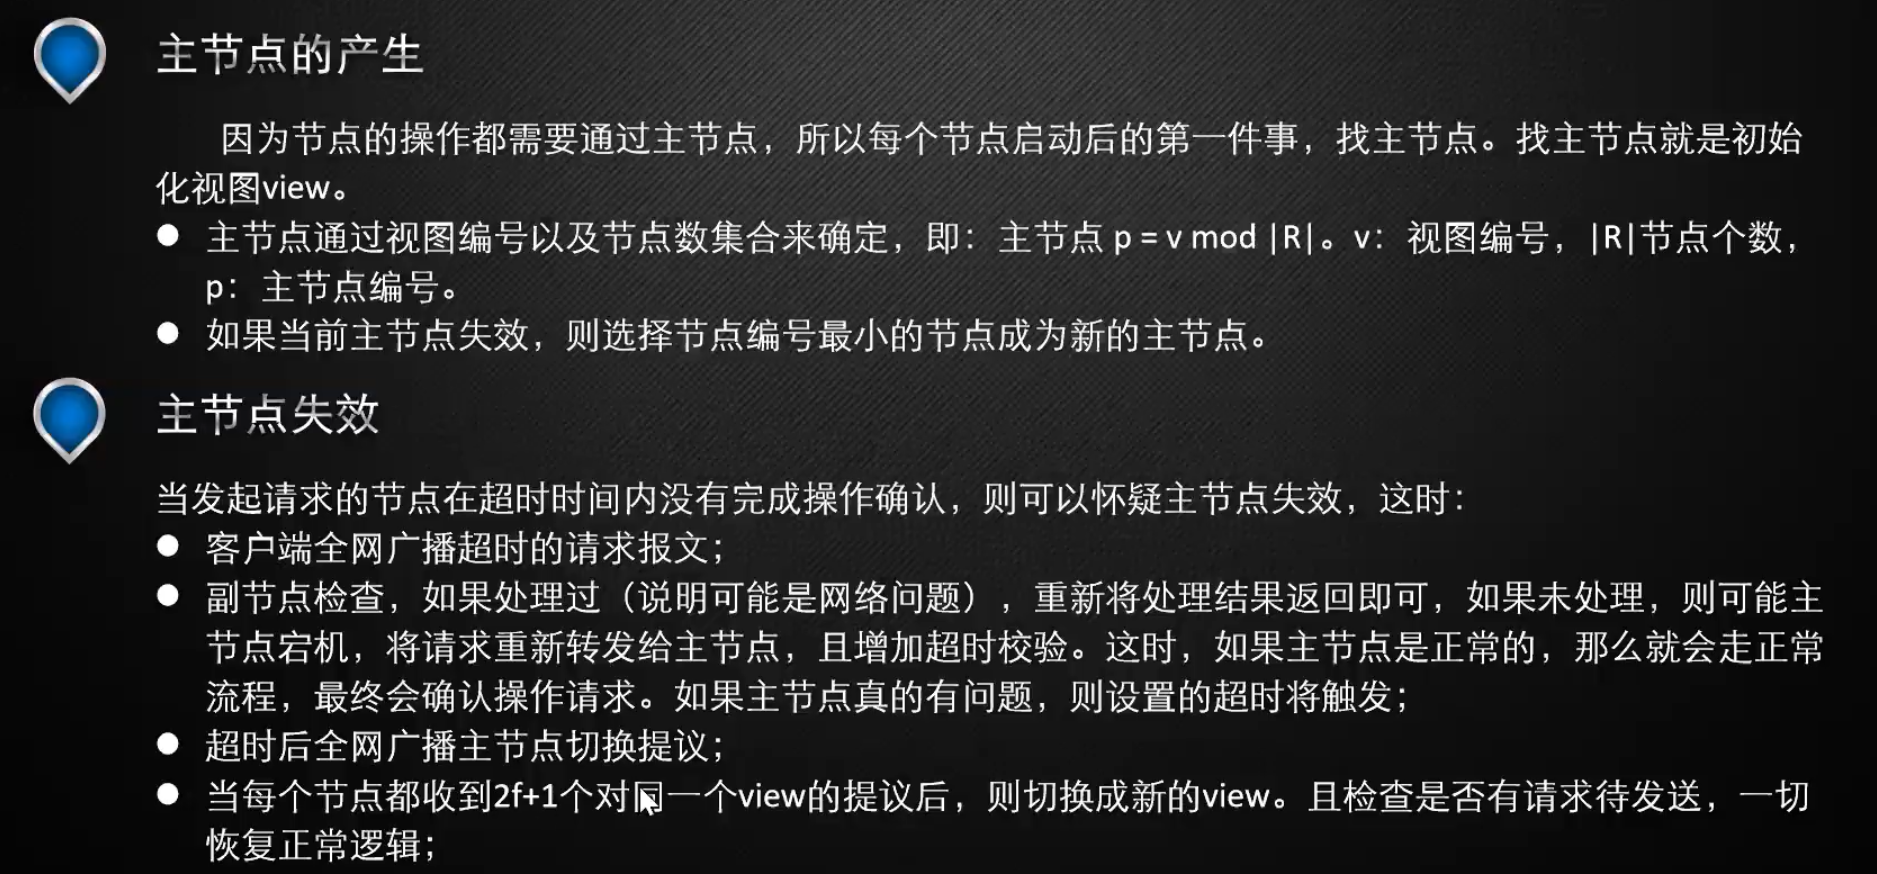 主节点的产生
因为节点的操作都需要通过主节点，所以每个节点启动后的第一件事，找主节点。找主节点就是初始
化视图view。
● 主节点通过视图编号以及节点数集合来确定，即：主节点 p = v mod |R|。v：视图编号，|R|节点个数，
p：主节点编号。
● 如果当前主节点失效，则选择节点编号最小的节点成为新的主节点。
主节点失效
当发起请求的节点在超时时间内没有完成操作确认，则可以怀疑主节点失效，这时：
● 客户端全网广播超时的请求报文；
● 副节点检查，如果处理过（说明可能是网络问题），重新将处理结果返回即可，如果未处理，则可能主
节点宕机，将请求重新转发给主节点，且增加超时校验。这时，如果主节点是正常的，那么就会走正常
流程，最终会确认操作请求。如果主节点真的有问题，则设置的超时将触发；
● 超时后全网广播主节点切换提议；
● 当每个节点都收到2f+1个对同一个view的提议后，则切换成新的view。且检查是否有请求待发送，一切
恢复正常逻辑；